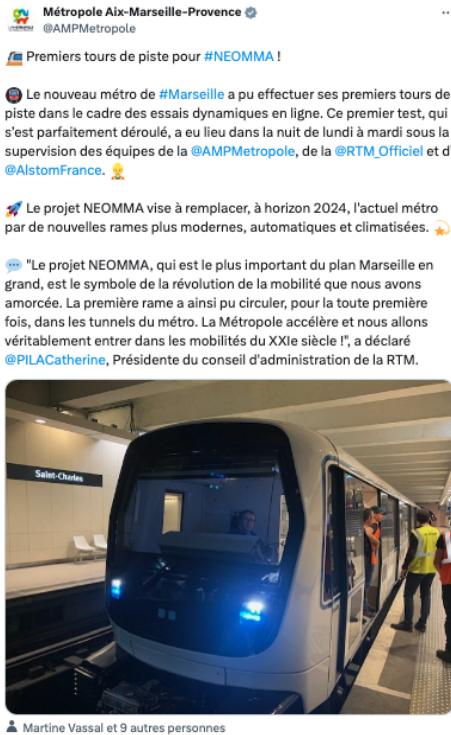 Métropole Aix-Marseille-Provence
@AMPMetropole
Premiers tours de piste pour #NEOMMA !
Le nouveau métro de #Marseille a pu effectuer ses premiers tours de
piste dans le cadre des essais dynamiques en ligne. Ce premier test, qui
s'est parfaitement déroulé, a eu lieu dans la nuit de lundi à mardi sous la
supervision des équipes de la @AMPMetropole, de la @RTM_Officiel et d'
@AlstomFrance.
Le projet NEOMMA vise à remplacer, à horizon 2024, l'actuel métro
par de nouvelles rames plus modernes, automatiques et climatisées.
"Le projet NEOMMA, qui est le plus important du plan Marseille en
grand, est le symbole de la révolution de la mobilité que nous avons
amorcée. La première rame a ainsi pu circuler, pour la toute première
fois, dans les tunnels du métro. La Métropole accélère et nous allons
véritablement entrer dans les mobilités du XXIe siècle !", a déclaré
@PILACatherine, Présidente du conseil d'administration de la RTM.
Saint-Charles
Martine Vassal et 9 autres personnes